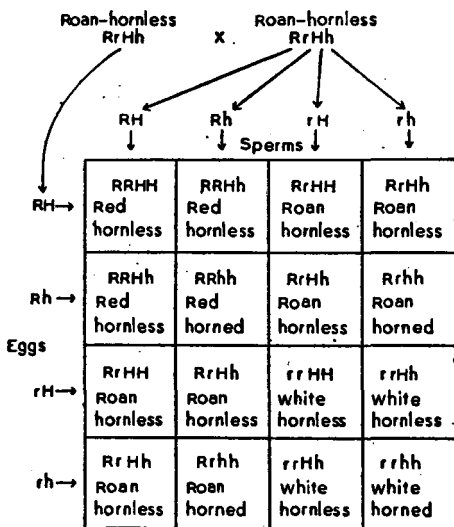 Roan-hornless Roan-hornless
RrHh X RrHh
RH Rh rH rh
Sperms
RH
RRHH RRHh RrHH RrHh
Red Red Roan Roan
hornless hornless hornless hornless
Rh
RRHh RRhh RrHh Rrhh
Red Red Roan Roan
hornless horned hornless horned
Eggs
rH
RrHH RrHh rrHH rrHh
Roan Roan white white
hornless hornless hornless hornless
rh
RrHh Rrhh rrHh rrhh
Roan Roan white white
hornless horned hornless horned